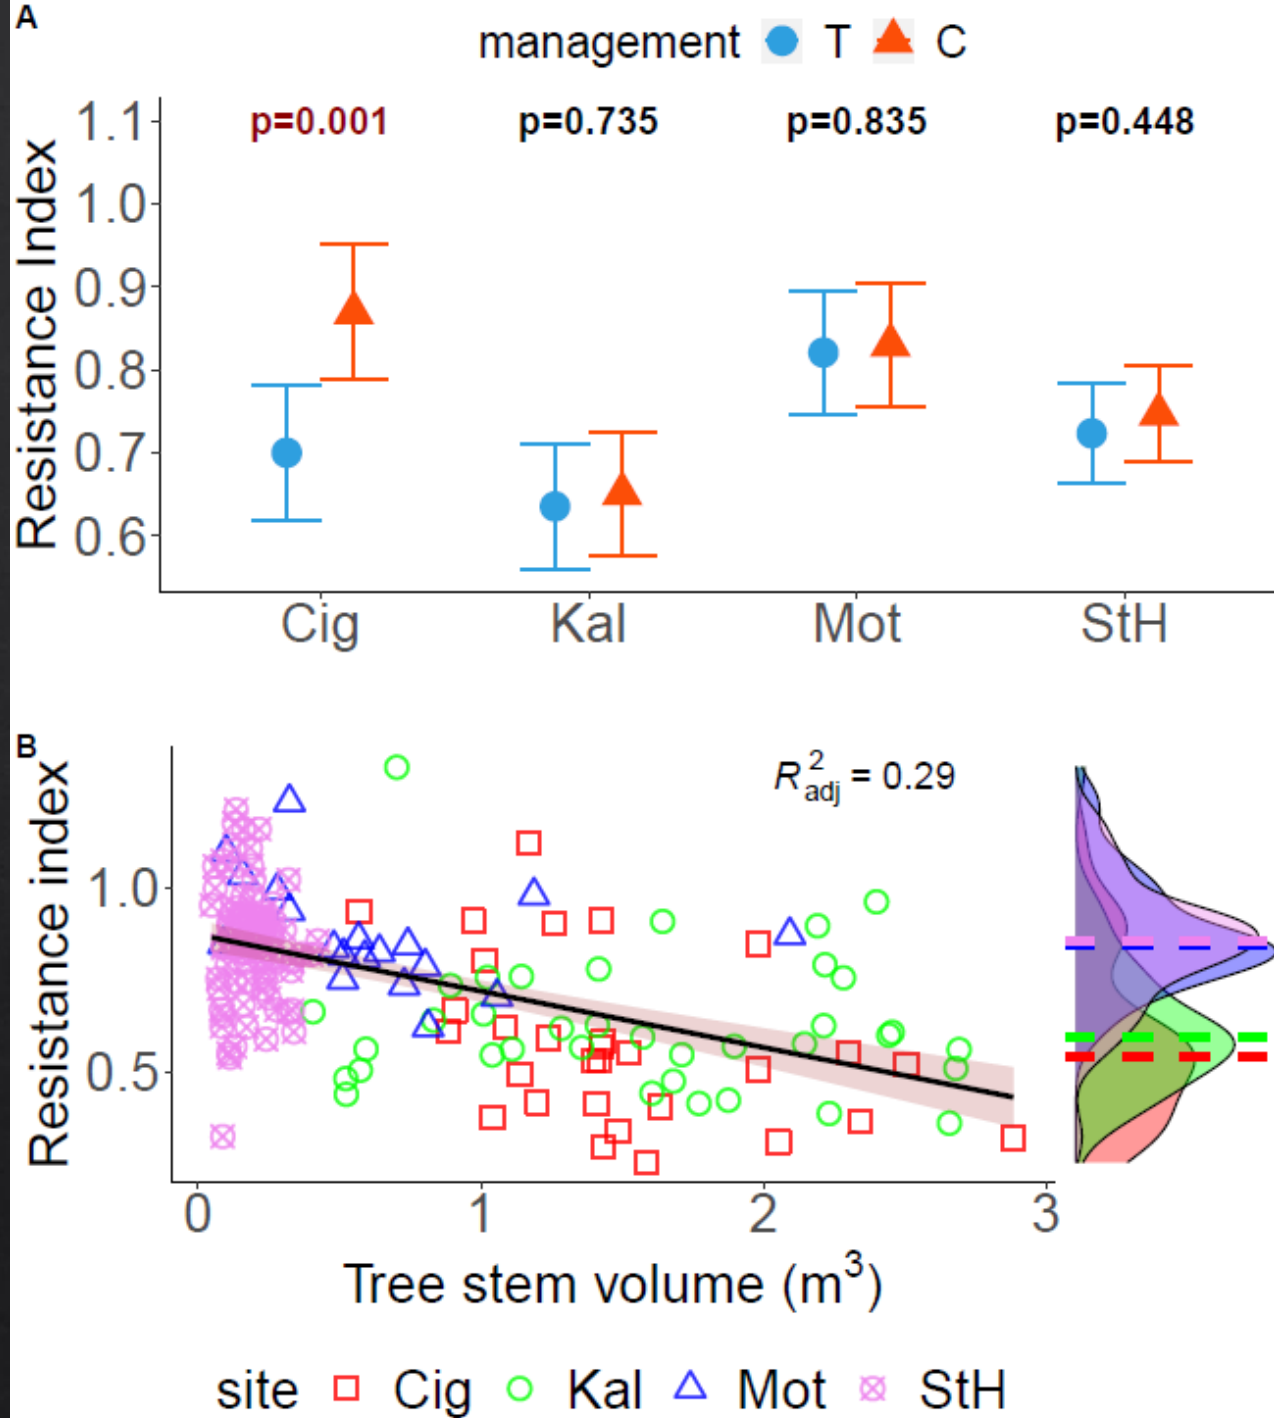 A
management T C
p=0.001 p=0.735 p=0.835 p=0.448
Resistance Index
1.1
1.0
0.9
0.8
0.7
0.6
Cig Kal Mot StH
B
R²adj = 0.29
Resistance index
1.0
0.5
0 1 2 3
Tree stem volume (m³)
site Cig Kal Mot StH